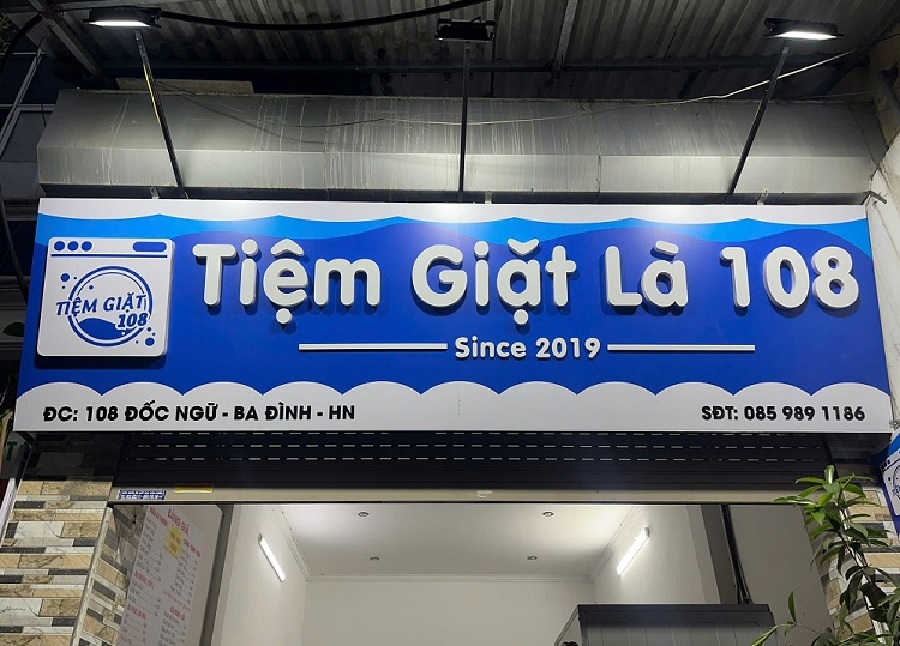 TIỆM GIẶT
108
Tiệm Giặt Là 108
Since 2019
ĐC: 108 ĐỐC NGỮ - BA ĐÌNH - HN
SĐT: 085 989 1186